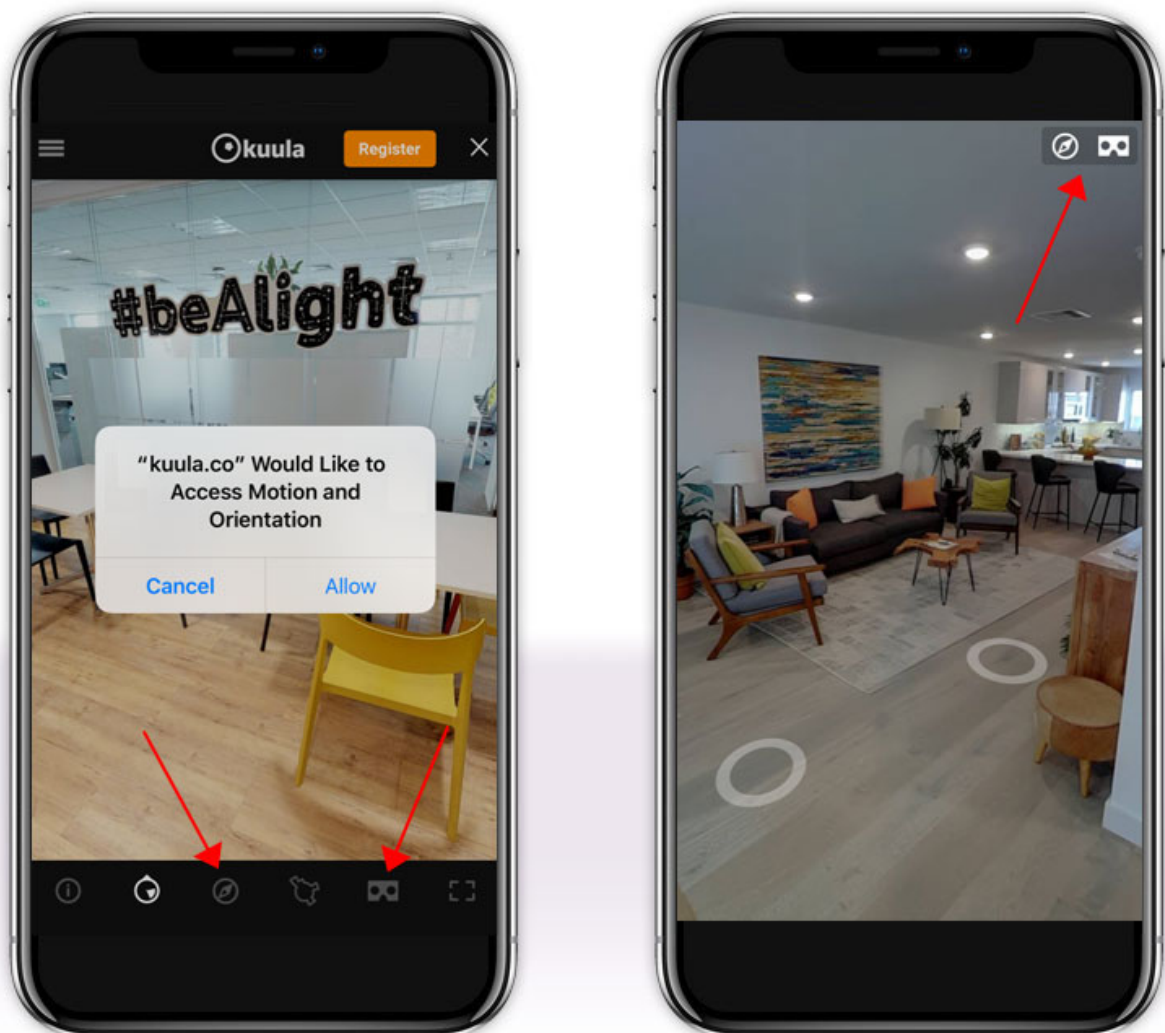 kuula
Register
#beAlight
“kuula.co” Would Like to
Access Motion and
Orientation
Cancel
Allow